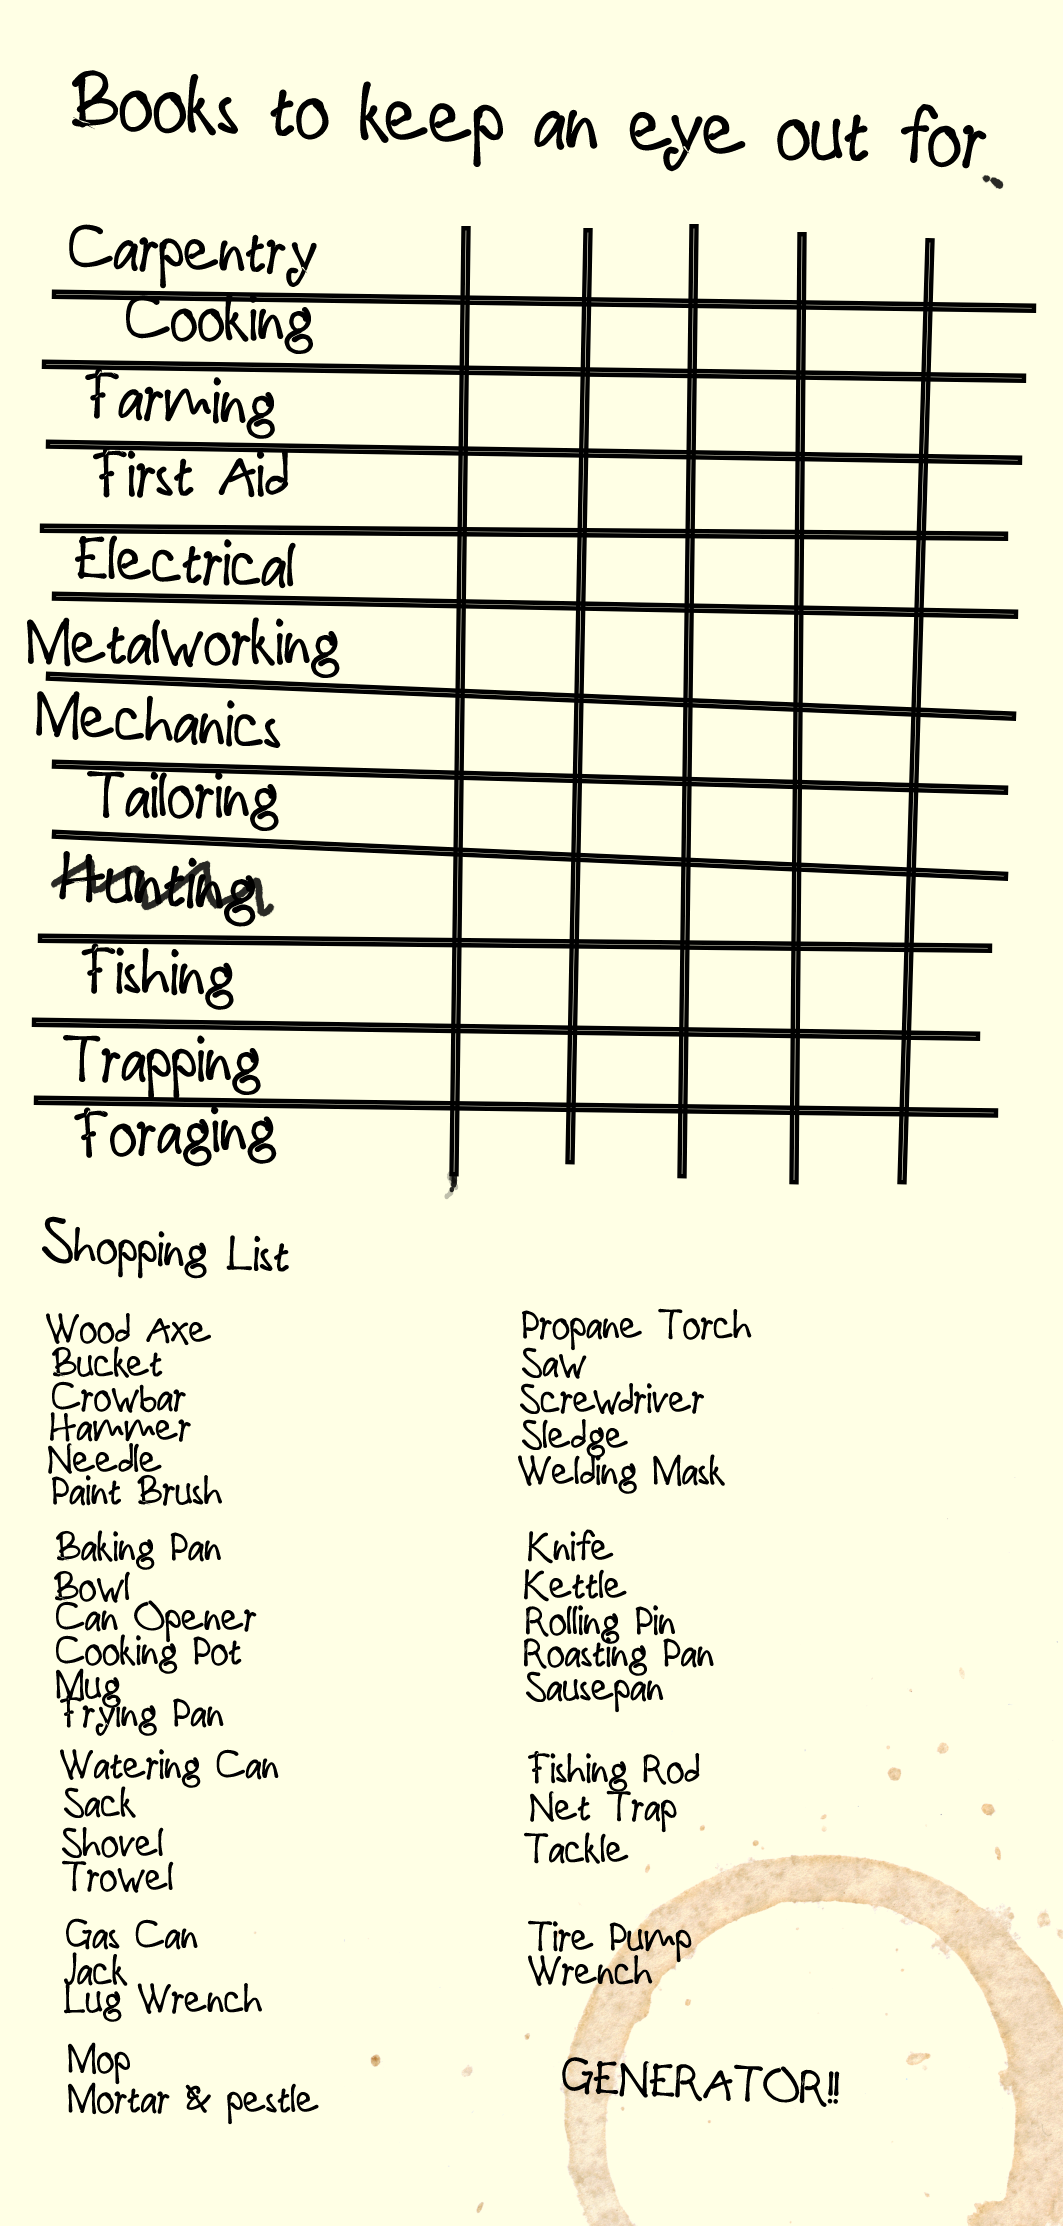 Books to keep an eye out for
Carpentry
Cooking
Farming
First Aid
Electrical
Metalworking
Mechanics
Tailoring
Hunting
Fishing
Trapping
Foraging
Shopping List
Wood Axe
Bucket
Crowbar
Hammer
Needle
Paint Brush
Baking Pan
Bowl
Can Opener
Cooking Pot
Mug
Frying Pan
Watering Can
Sack
Shovel
Trowel
Gas Can
Jack
Lug Wrench
Mop
Mortar & pestle
Propane Torch
Saw
Screwdriver
Sledge
Welding Mask
Knife
Kettle
Rolling Pin
Roasting Pan
Sausepan
Fishing Rod
Net Trap
Tackle
Tire Pump
Wrench
GENERATOR!!